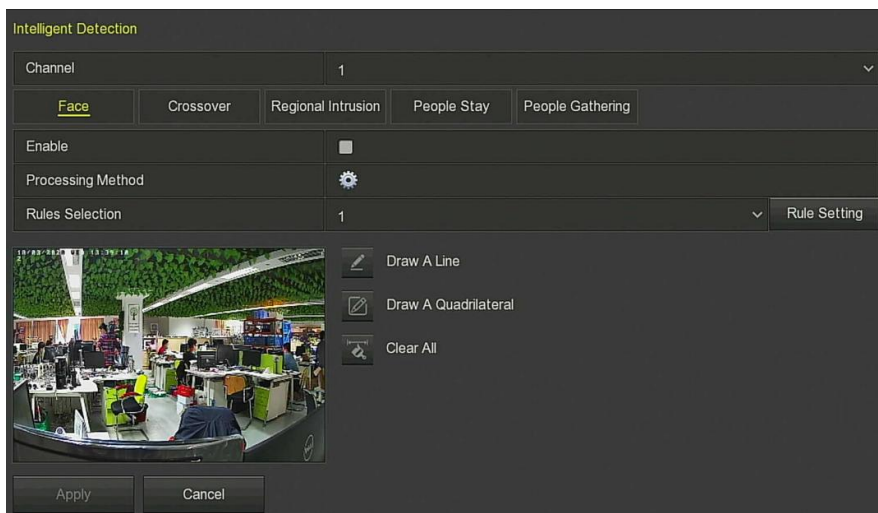 Intelligent Detection
Channel 1
Face Crossover Regional Intrusion People Stay People Gathering
Enable
Processing Method
Rules Selection 1 Rule Setting
Draw A Line
Draw A Quadrilateral
Clear All
Apply Cancel